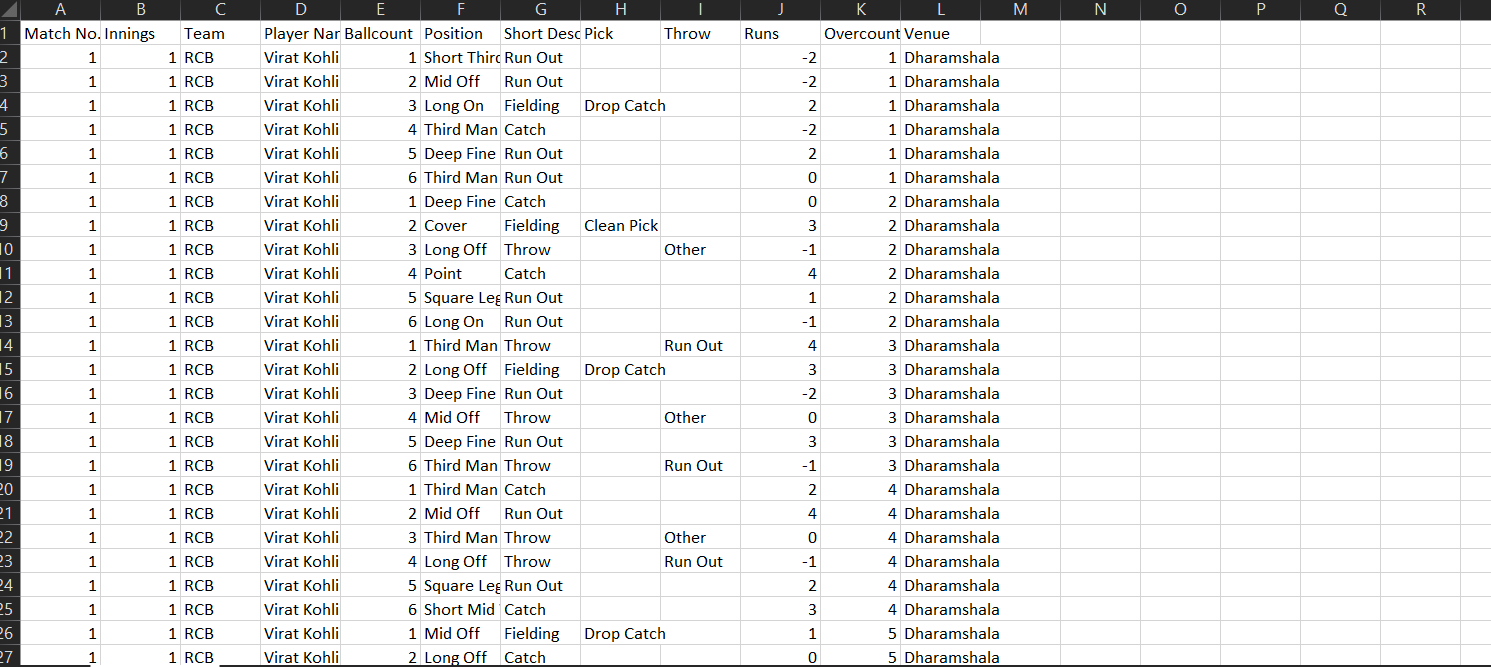 A B C D E F G H I J K L M N O P Q R
1 Match No. Innings Team Player Nar Ballcount Position Short Desc Pick Throw Runs Overcount Venue
2 1 1 RCB Virat Kohli 1 Short Third Run Out -2 1 Dharamshala
3 1 1 RCB Virat Kohli 2 Mid Off Run Out -2 1 Dharamshala
4 1 1 RCB Virat Kohli 3 Long On Fielding Drop Catch 2 1 Dharamshala
5 1 1 RCB Virat Kohli 4 Third Man Catch -2 1 Dharamshala
6 1 1 RCB Virat Kohli 5 Deep Fine Run Out 2 1 Dharamshala
7 1 1 RCB Virat Kohli 6 Third Man Run Out 0 1 Dharamshala
8 1 1 RCB Virat Kohli 1 Deep Fine Catch 0 2 Dharamshala
9 1 1 RCB Virat Kohli 2 Cover Fielding Clean Pick 3 2 Dharamshala
10 1 1 RCB Virat Kohli 3 Long Off Throw Other -1 2 Dharamshala
11 1 1 RCB Virat Kohli 4 Point Catch 4 2 Dharamshala
12 1 1 RCB Virat Kohli 5 Square Leg Run Out 1 2 Dharamshala
13 1 1 RCB Virat Kohli 6 Long On Run Out -1 2 Dharamshala
14 1 1 RCB Virat Kohli 1 Third Man Throw Run Out 4 3 Dharamshala
15 1 1 RCB Virat Kohli 2 Long Off Fielding Drop Catch 3 3 Dharamshala
16 1 1 RCB Virat Kohli 3 Deep Fine Run Out -2 3 Dharamshala
17 1 1 RCB Virat Kohli 4 Mid Off Throw Other 0 3 Dharamshala
18 1 1 RCB Virat Kohli 5 Deep Fine Run Out 3 3 Dharamshala
19 1 1 RCB Virat Kohli 6 Third Man Throw Run Out -1 3 Dharamshala
20 1 1 RCB Virat Kohli 1 Third Man Catch 2 4 Dharamshala
21 1 1 RCB Virat Kohli 2 Mid Off Run Out 4 4 Dharamshala
22 1 1 RCB Virat Kohli 3 Third Man Throw Other 0 4 Dharamshala
23 1 1 RCB Virat Kohli 4 Long Off Throw Run Out -1 4 Dharamshala
24 1 1 RCB Virat Kohli 5 Square Leg Run Out 2 4 Dharamshala
25 1 1 RCB Virat Kohli 6 Short Mid Catch 3 4 Dharamshala
26 1 1 RCB Virat Kohli 1 Mid Off Fielding Drop Catch 1 5 Dharamshala
27 1 1 RCB Virat Kohli 2 Long Off Catch 0 5 Dharamshala